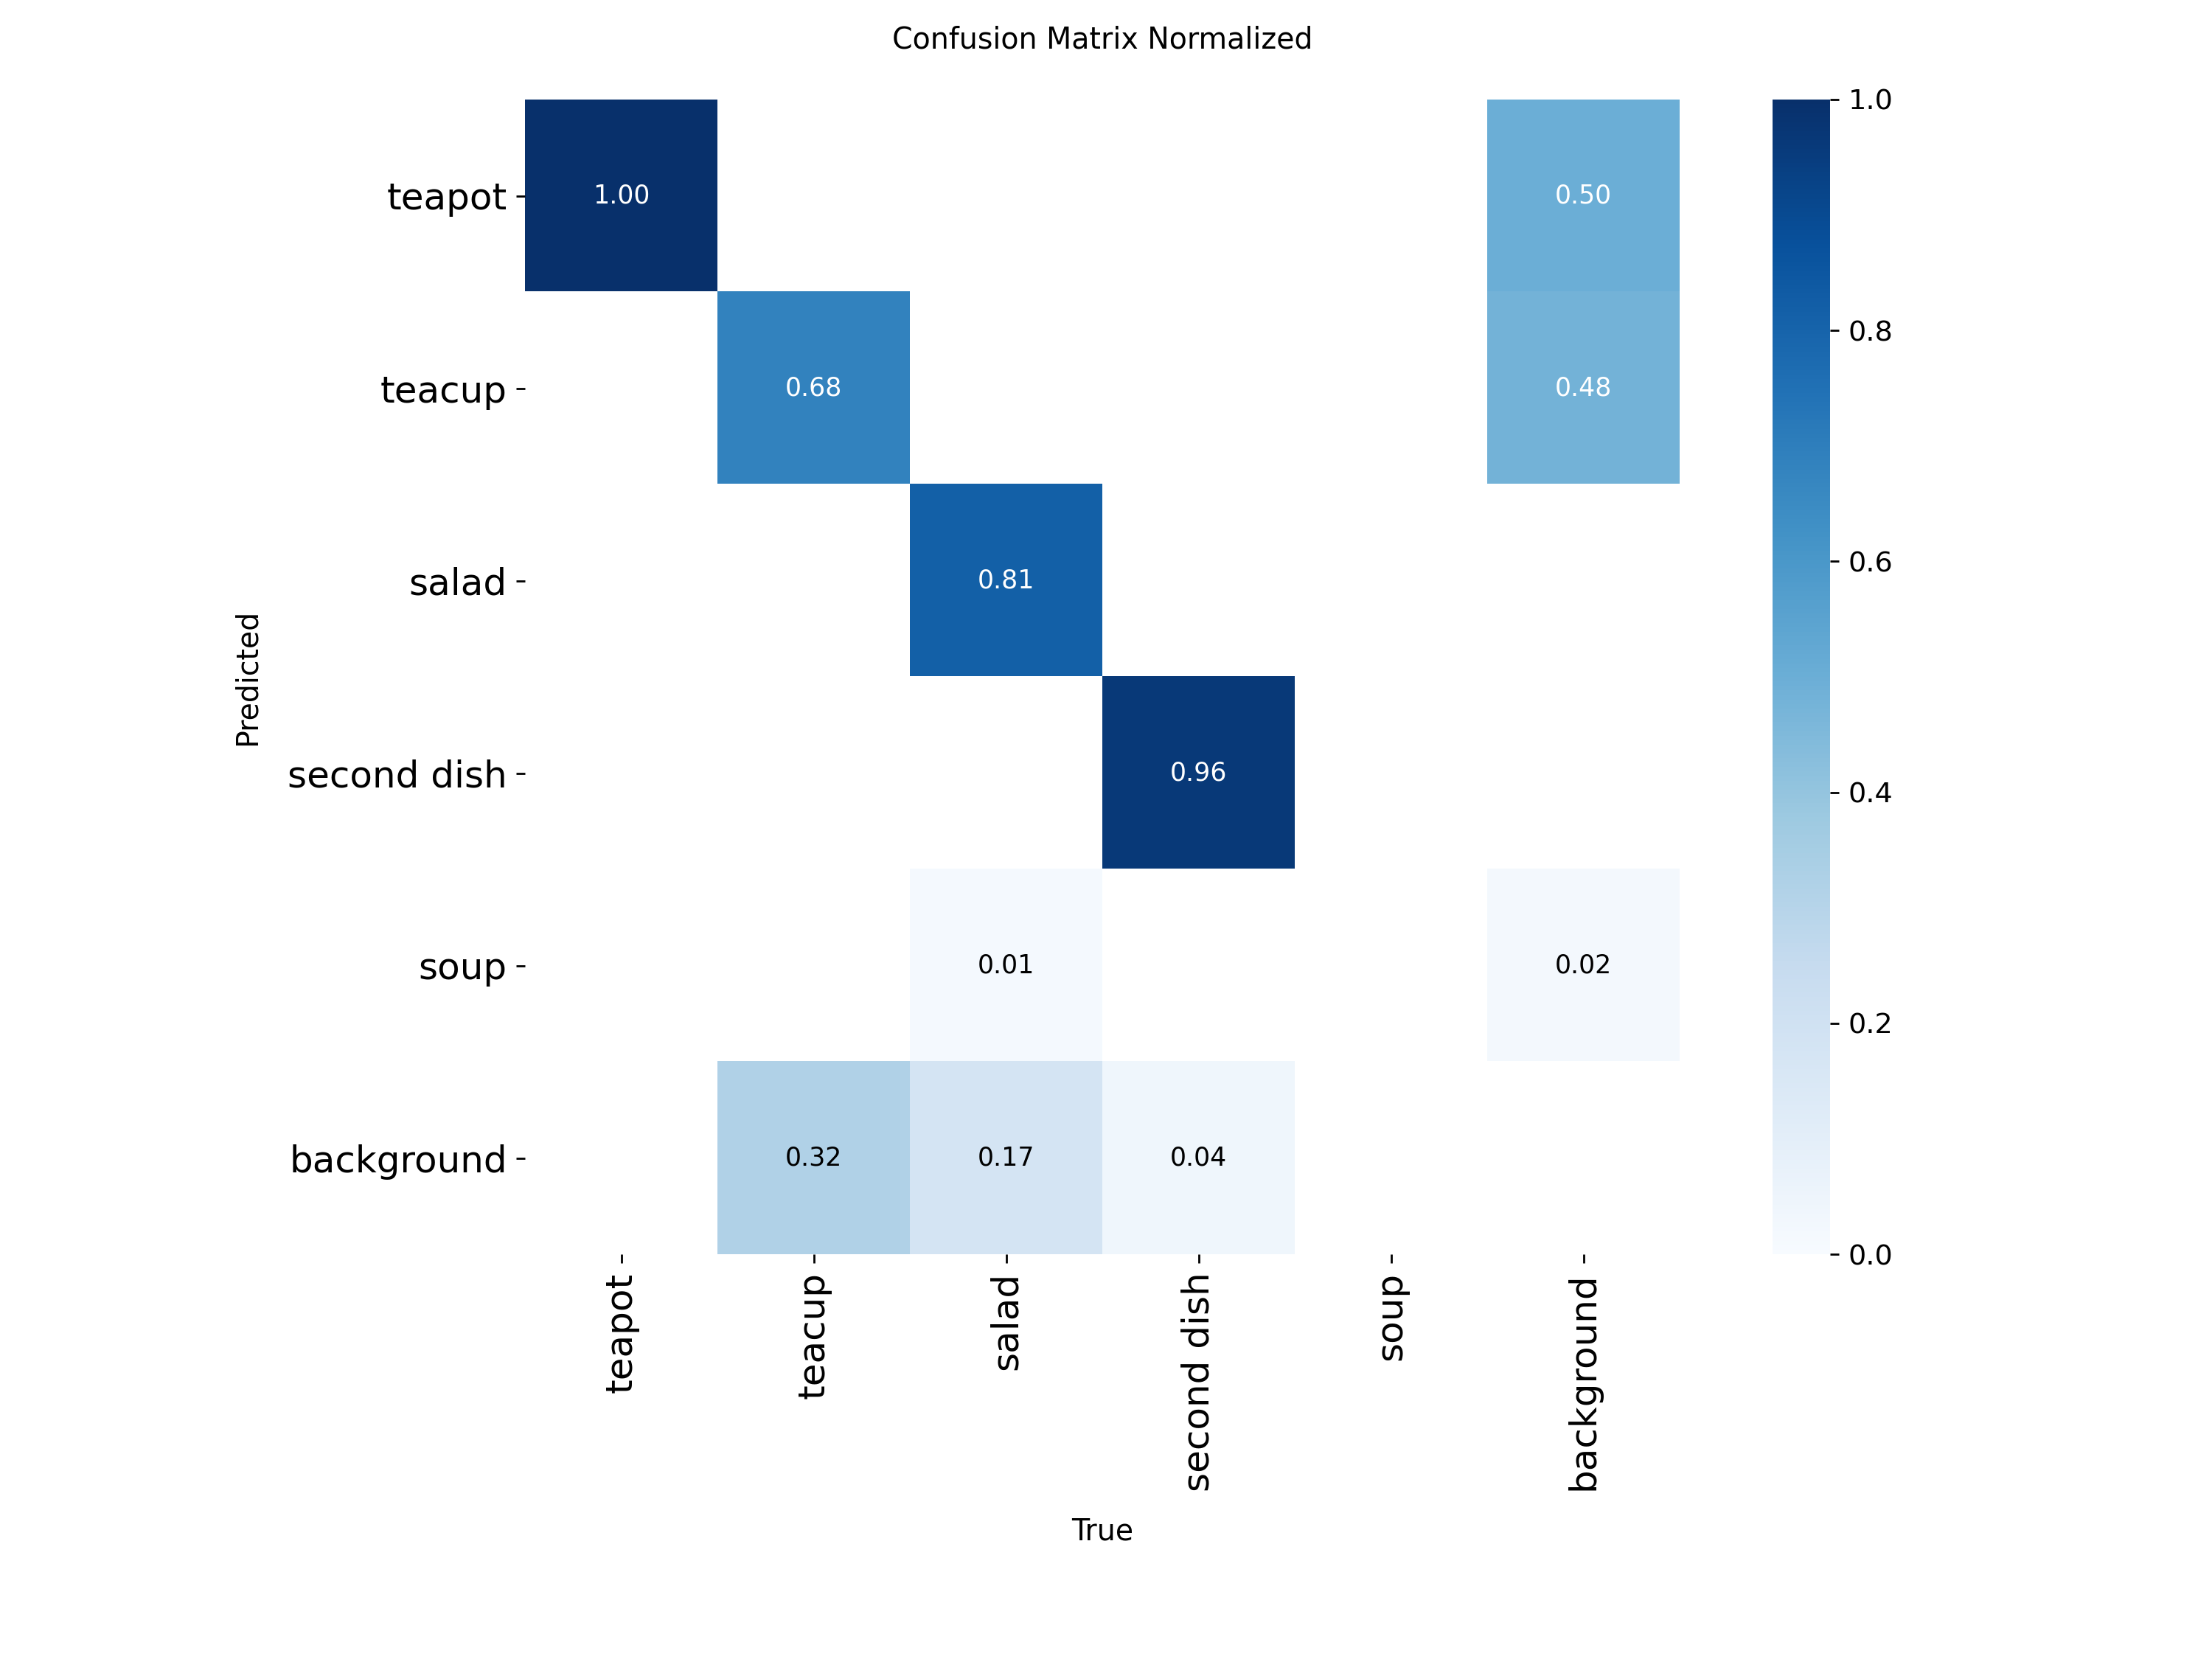 Confusion Matrix Normalized
1.0
teapot
1.00
0.50
0.8
teacup
0.68
0.48
salad
0.81
0.6
Predicted
second dish
0.96
0.4
soup
0.01
0.02
0.2
background
0.32
0.17
0.04
0.0
teapot
teacup
salad
second dish
soup
background
True